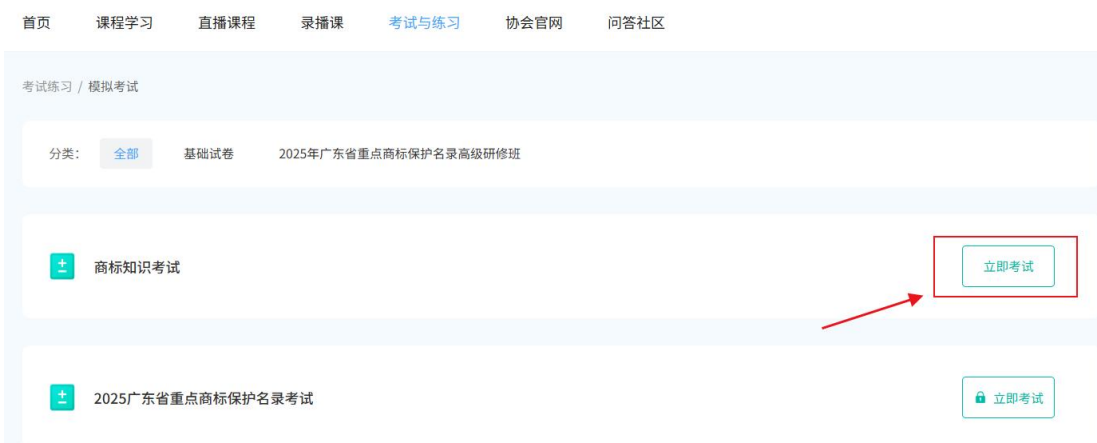 首页 课程学习 直播课程 录播课 考试与练习 协会官网 问答社区
考试练习 / 模拟考试
分类： 全部 基础试卷 2025年广东省重点商标保护名录高级研修班
商标知识考试 立即考试
2025广东省重点商标保护名录考试 立即考试